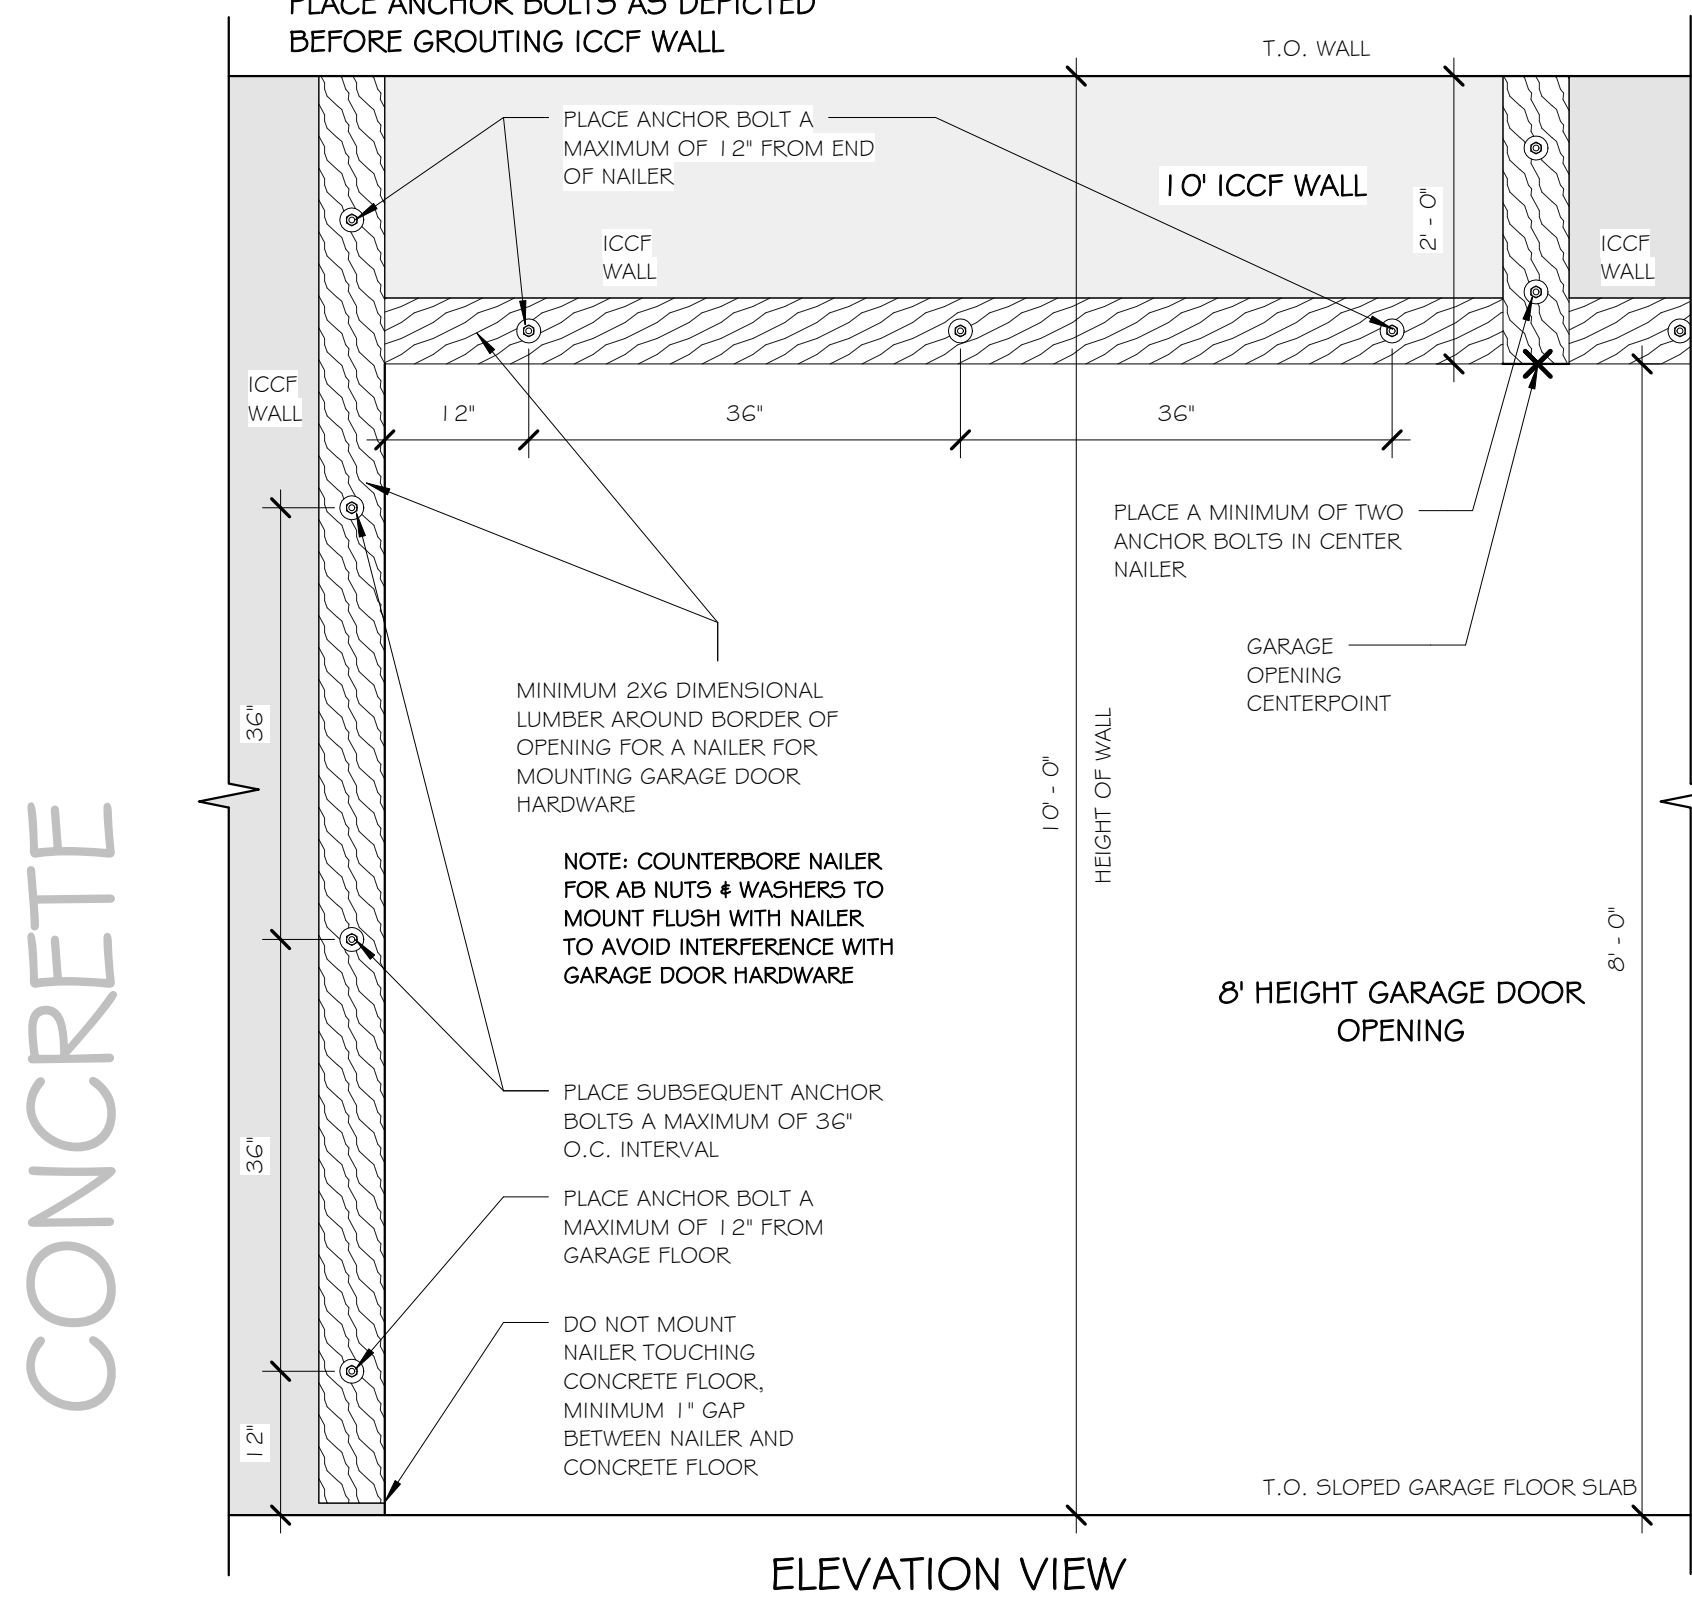 PLACE ANCHOR BOLTS AS DEPICTED
BEFORE GROUTING ICCF WALL
T.O. WALL
PLACE ANCHOR BOLT A
MAXIMUM OF 12" FROM END
OF NAILER
10' ICCF WALL
2' - 0"
ICCF
WALL
ICCF
WALL
ICCF
WALL
12"
36"
36"
PLACE A MINIMUM OF TWO
ANCHOR BOLTS IN CENTER
NAILER
GARAGE
OPENING
CENTERPOINT
MINIMUM 2X6 DIMENSIONAL
LUMBER AROUND BORDER OF
OPENING FOR A NAILER FOR
MOUNTING GARAGE DOOR
HARDWARE
36"
10' - 0"
HEIGHT OF WALL
NOTE: COUNTERBORE NAILER
FOR AB NUTS & WASHERS TO
MOUNT FLUSH WITH NAILER
TO AVOID INTERFERENCE WITH
GARAGE DOOR HARDWARE
8' - 0"
8' HEIGHT GARAGE DOOR
OPENING
CONCRETE
PLACE SUBSEQUENT ANCHOR
BOLTS A MAXIMUM OF 36"
O.C. INTERVAL
36"
PLACE ANCHOR BOLT A
MAXIMUM OF 12" FROM
GARAGE FLOOR
DO NOT MOUNT
NAILER TOUCHING
CONCRETE FLOOR,
MINIMUM 1" GAP
BETWEEN NAILER AND
CONCRETE FLOOR
12"
T.O. SLOPED GARAGE FLOOR SLAB
ELEVATION VIEW